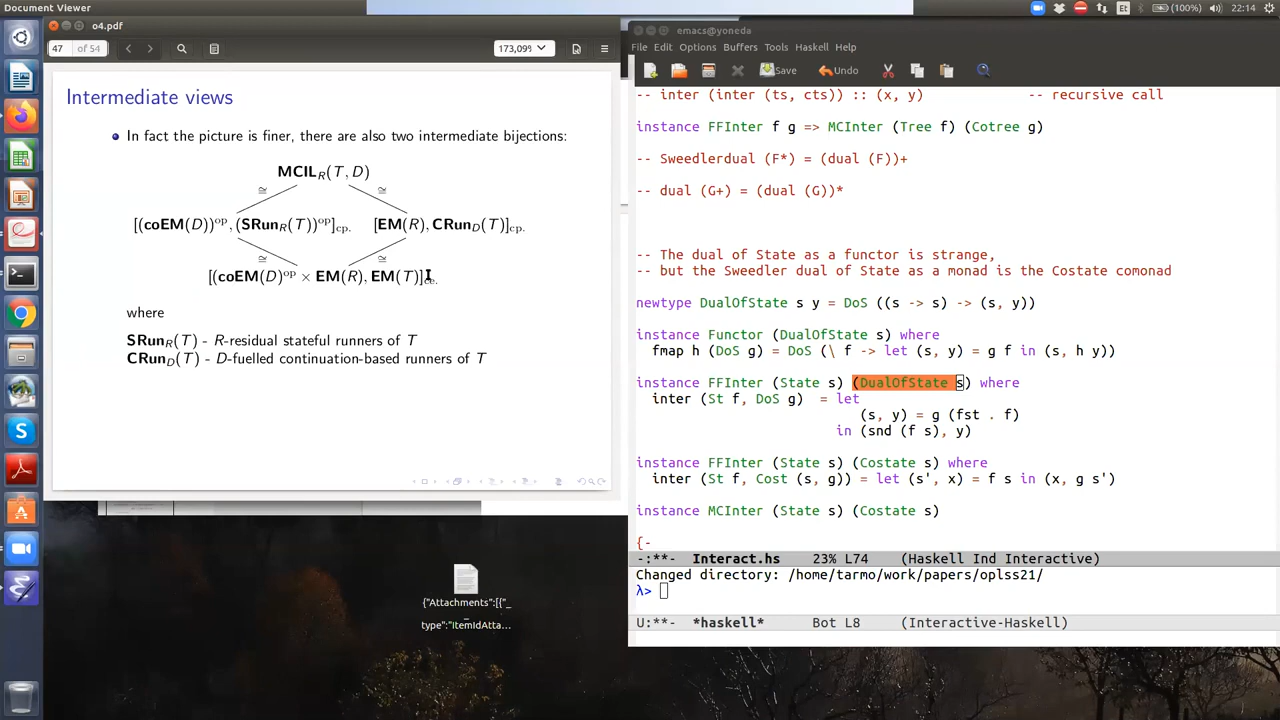 Document Viewer
Et
(100%)
22:14
o4.pdf
47 of 54
173,09%
Intermediate views
In fact the picture is finer, there are also two intermediate bijections:
MCIL_R(T, D)
≅ ≅
[(coEM(D))^op, (SRun_R(T))^op]_cp. [EM(R), CRun_D(T)]_cp.
≅ ≅
[(coEM(D)^op × EM(R), EM(T)]_ce.
where
SRun_R(T) - R-residual stateful runners of T
CRun_D(T) - D-fuelled continuation-based runners of T
{"Attachments":[{"_
_
type":"ItemIdAtta...
emacs@yoneda
File Edit Options Buffers Tools Haskell Help
Save Undo
-- inter (inter (ts, cts)) :: (x, y) -- recursive call
instance FFInter f g => MCInter (Tree f) (Cotree g)
-- Sweedlerdual (F*) = (dual (F))+
-- dual (G+) = (dual (G))*
-- The dual of State as a functor is strange,
-- but the Sweedler dual of State as a monad is the Costate comonad
newtype DualOfState s y = DoS ((s -> s) -> (s, y))
instance Functor (DualOfState s) where
fmap h (DoS g) = DoS (\ f -> let (s, y) = g f in (s, h y))
instance FFInter (State s) (DualOfState s) where
inter (St f, DoS g) = let
(s, y) = g (fst . f)
in (snd (f s), y)
instance FFInter (State s) (Costate s) where
inter (St f, Cost (s, g)) = let (s', x) = f s in (x, g s')
instance MCInter (State s) (Costate s)
{-
-:**- Interact.hs 23% L74 (Haskell Ind Interactive)
Changed directory: /home/tarmo/work/papers/oplss21/
λ>
U:**- *haskell* Bot L8 (Interactive-Haskell)